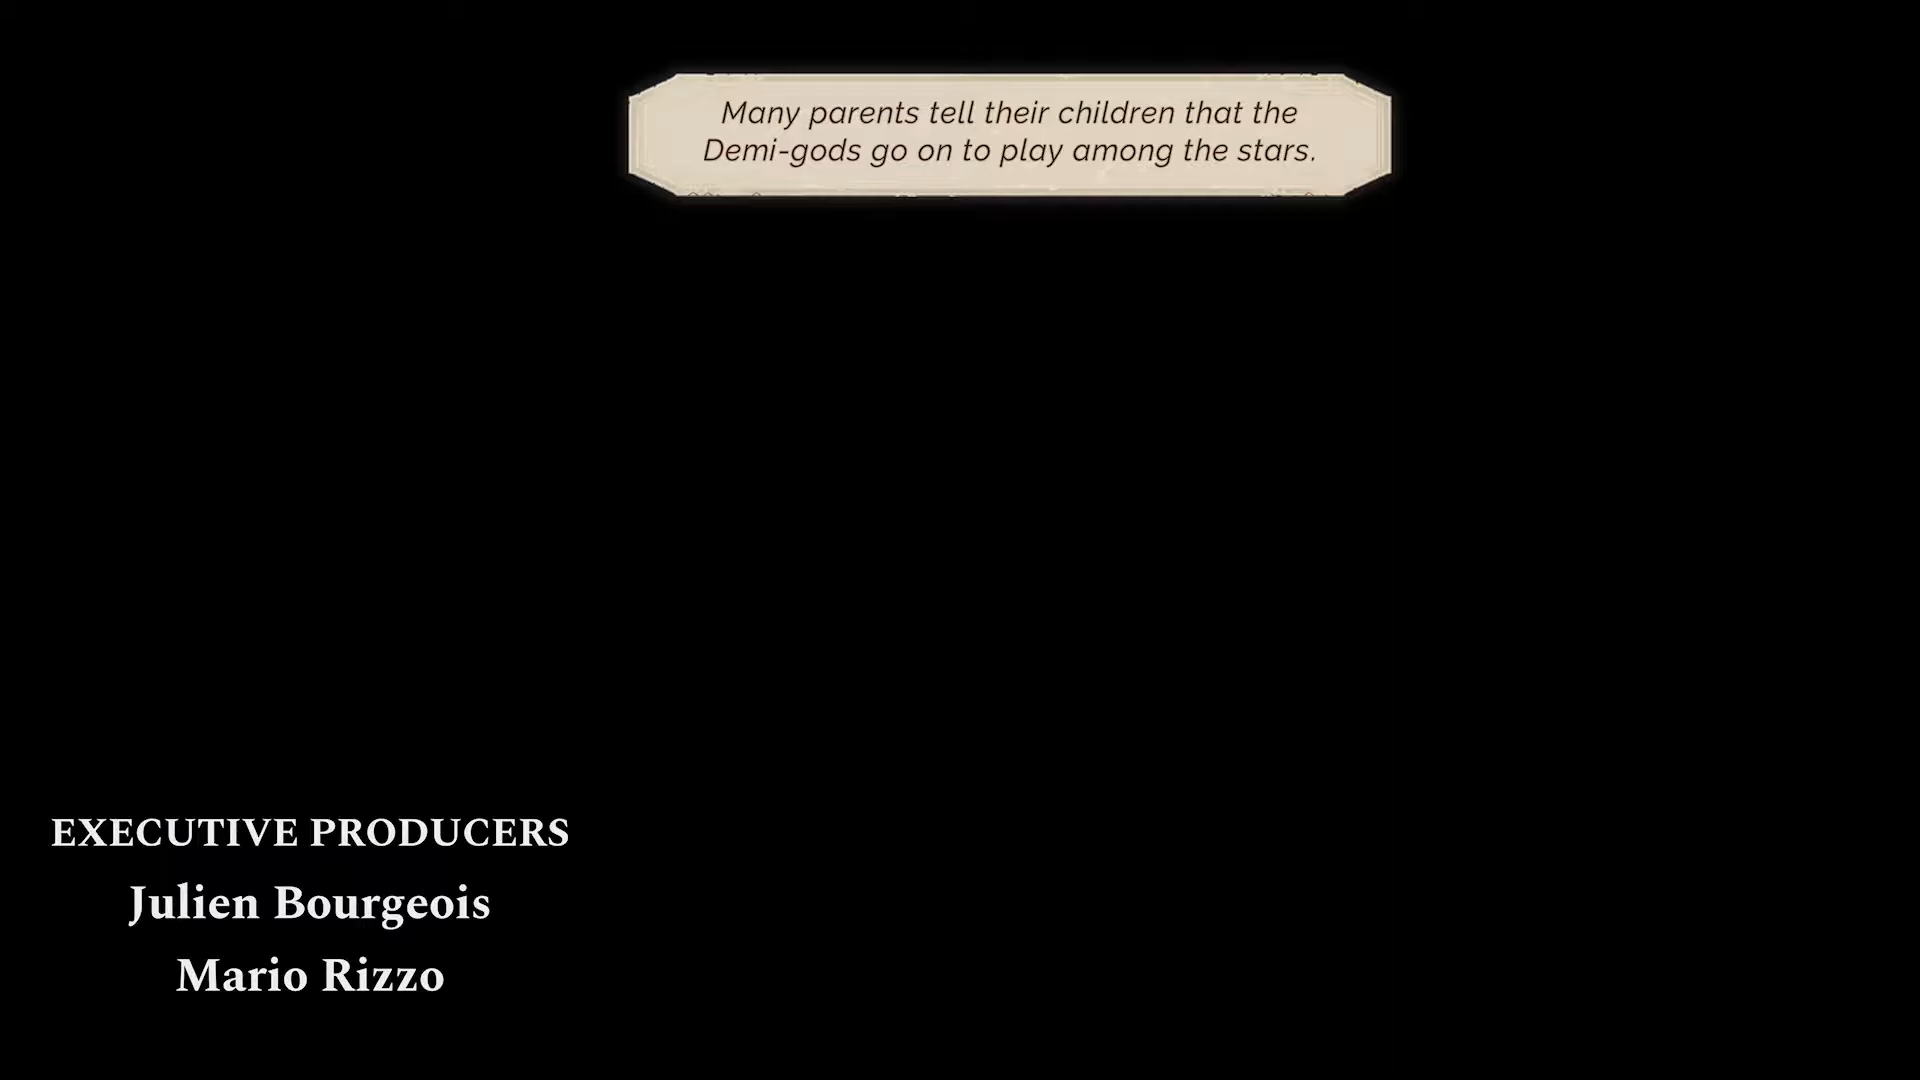 Many parents tell their children that the
Demi-gods go on to play among the stars.
EXECUTIVE PRODUCERS
Julien Bourgeois
Mario Rizzo